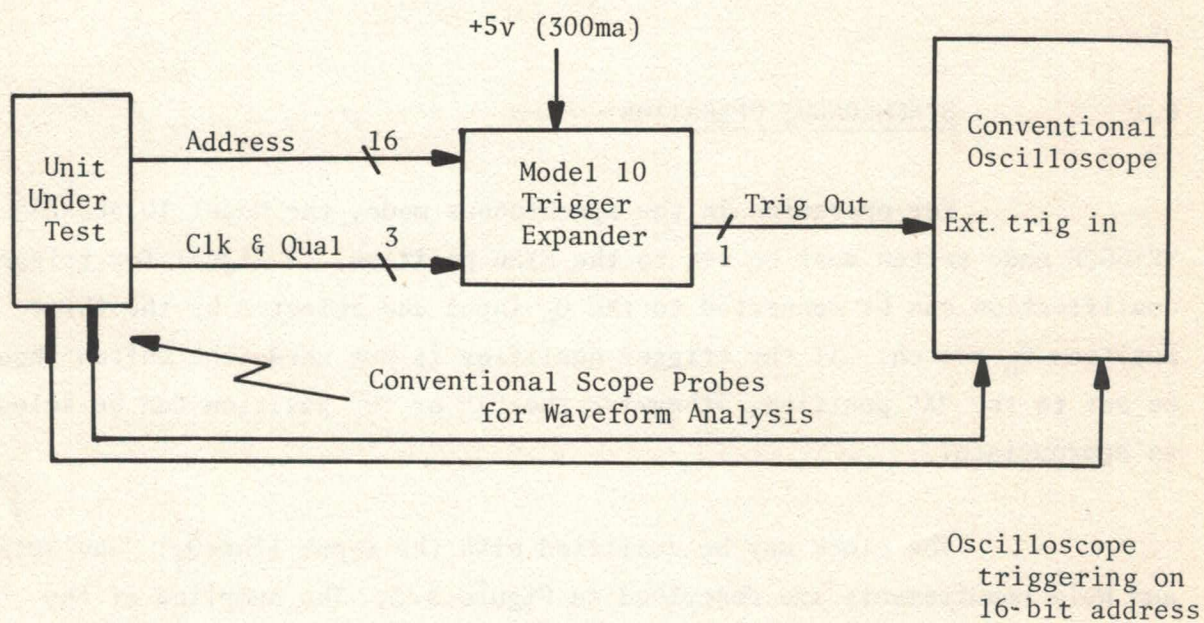 +5v (300ma)
Unit
Under
Test
Address
16
Clk & Qual
3
Model 10
Trigger
Expander
Trig Out
1
Conventional
Oscilloscope
Ext. trig in
Conventional Scope Probes
for Waveform Analysis
Oscilloscope
triggering on
16-bit address